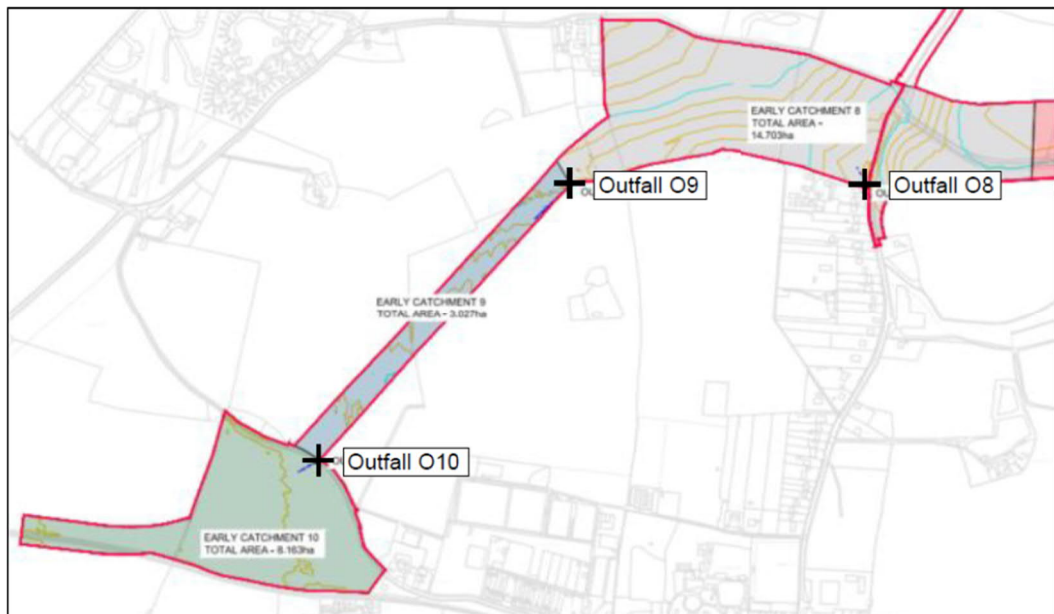 EARLY CATCHMENT 8
TOTAL AREA -
14.703ha
Outfall O9
Outfall O8
EARLY CATCHMENT 9
TOTAL AREA - 3.027ha
Outfall O10
EARLY CATCHMENT 10
TOTAL AREA - 8.163ha